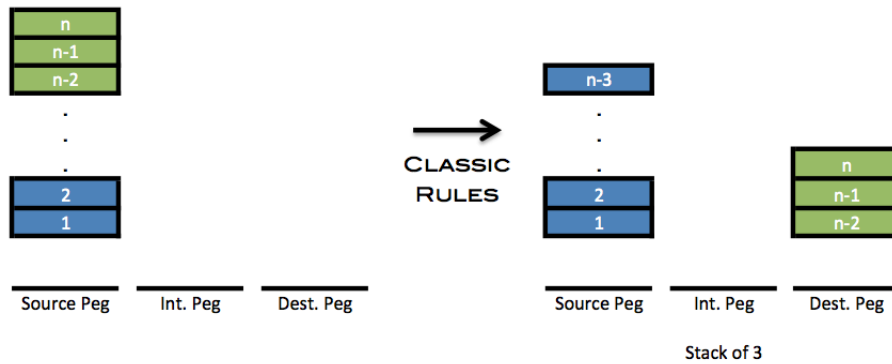 n
n-1
n-2
.
.
.
2
1
Source Peg
Int. Peg
Dest. Peg
CLASSIC
RULES
n-3
.
.
.
2
1
n
n-1
n-2
Source Peg
Int. Peg
Dest. Peg
Stack of 3